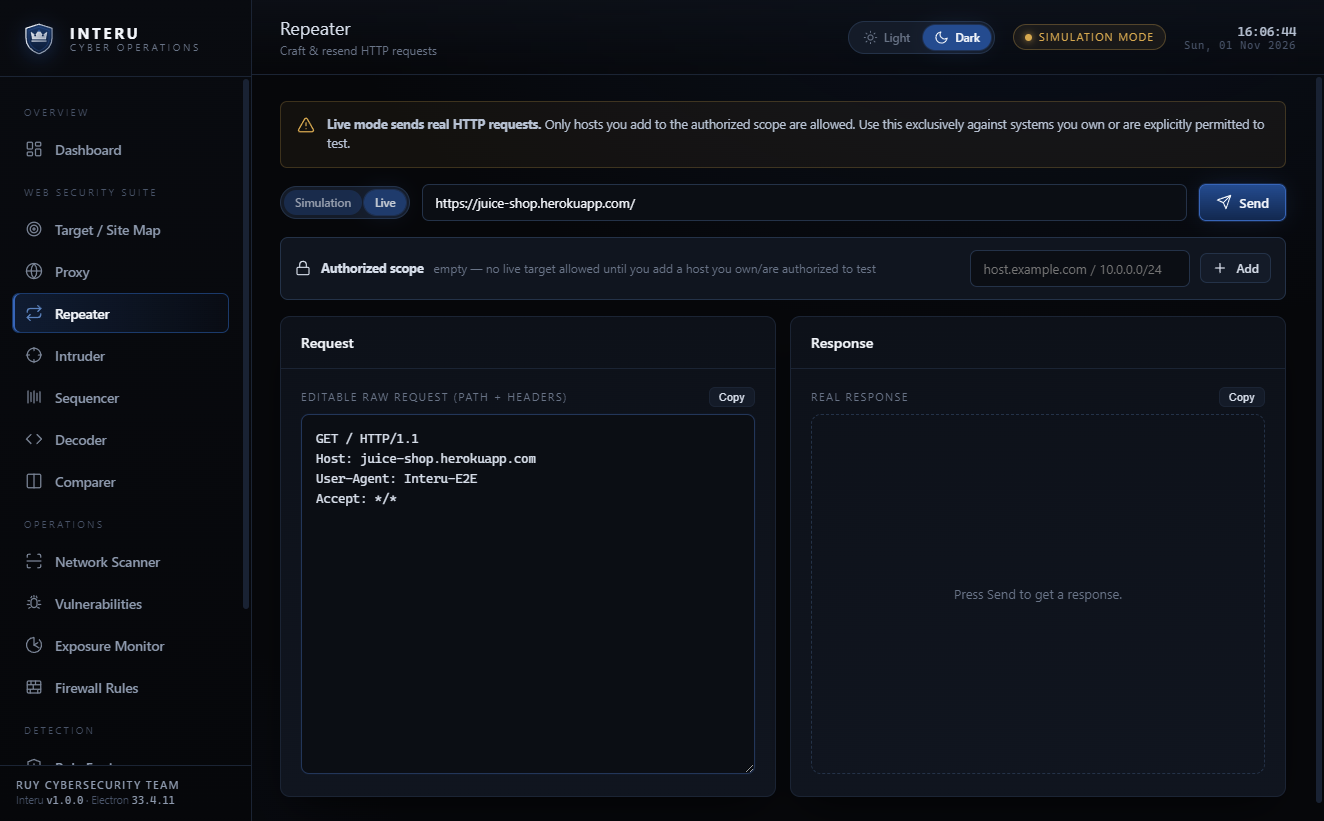 INTERU
CYBER OPERATIONS
OVERVIEW
Dashboard
WEB SECURITY SUITE
Target / Site Map
Proxy
Repeater
Intruder
Sequencer
Decoder
Comparer
OPERATIONS
Network Scanner
Vulnerabilities
Exposure Monitor
Firewall Rules
DETECTION
RUY CYBERSECURITY TEAM
Interu v1.0.0 · Electron 33.4.11
Repeater
Craft & resend HTTP requests
Light
Dark
SIMULATION MODE
16:06:44
Sun, 01 Nov 2026
Live mode sends real HTTP requests. Only hosts you add to the authorized scope are allowed. Use this exclusively against systems you own or are explicitly permitted to
test.
Simulation
Live
https://juice-shop.herokuapp.com/
Send
Authorized scope empty — no live target allowed until you add a host you own/are authorized to test
host.example.com / 10.0.0.0/24
Add
Request
EDITABLE RAW REQUEST (PATH + HEADERS)
Copy
GET / HTTP/1.1
Host: juice-shop.herokuapp.com
User-Agent: Interu-E2E
Accept: */*
Response
REAL RESPONSE
Copy
Press Send to get a response.